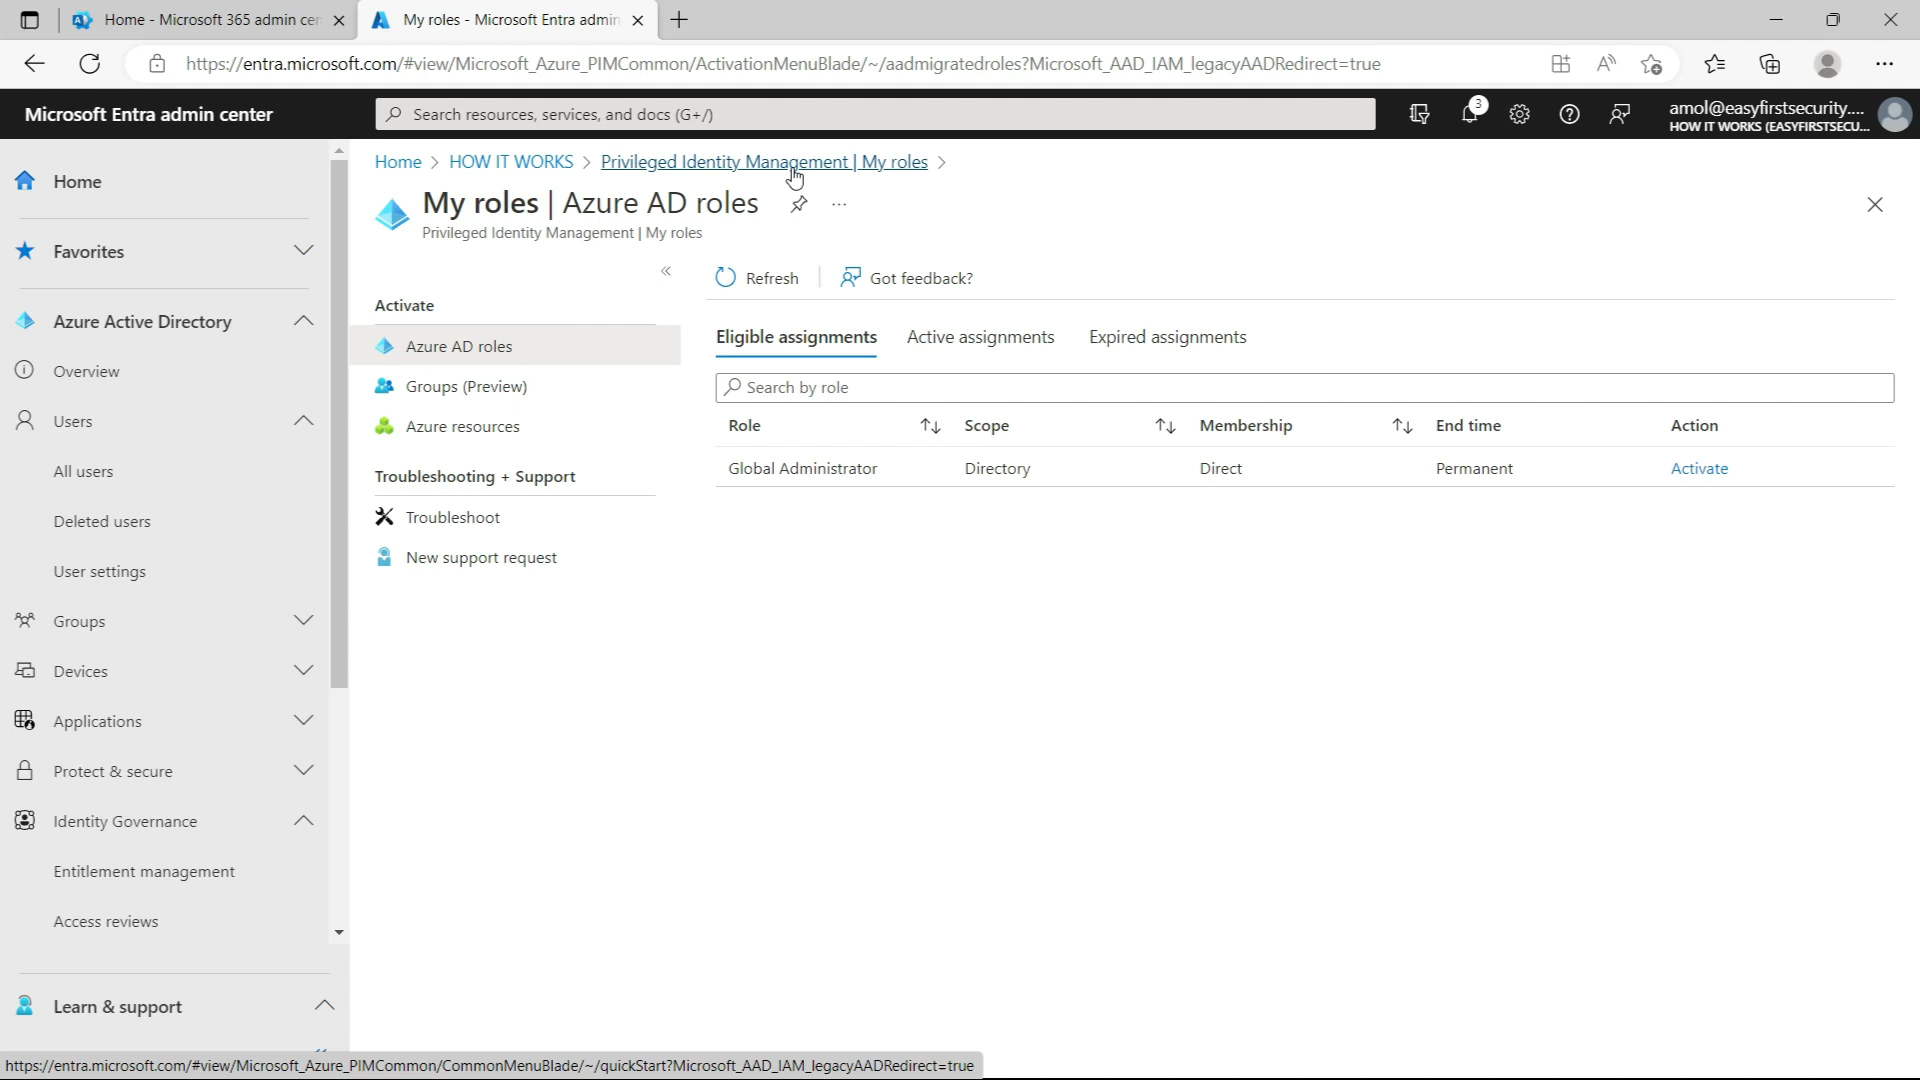 Home - Microsoft 365 admin cen
My roles - Microsoft Entra admin
https://entra.microsoft.com/#view/Microsoft_Azure_PIMCommon/ActivationMenuBlade/~/aadmigratedroles?Microsoft_AAD_IAM_legacyAADRedirect=true
Microsoft Entra admin center
Search resources, services, and docs (G+/)
3
amol@easyfirstsecurity....
HOW IT WORKS (EASYFIRSTSECU...
Home
Favorites
Azure Active Directory
Overview
Users
All users
Deleted users
User settings
Groups
Devices
Applications
Protect & secure
Identity Governance
Entitlement management
Access reviews
Learn & support
Home > HOW IT WORKS > Privileged Identity Management | My roles >
My roles | Azure AD roles
Privileged Identity Management | My roles
Activate
Azure AD roles
Groups (Preview)
Azure resources
Troubleshooting + Support
Troubleshoot
New support request
Refresh
Got feedback?
Eligible assignments Active assignments Expired assignments
Search by role
Role Scope Membership End time Action
Global Administrator Directory Direct Permanent Activate
https://entra.microsoft.com/#view/Microsoft_Azure_PIMCommon/CommonMenuBlade/~/quickStart?Microsoft_AAD_IAM_legacyAADRedirect=true